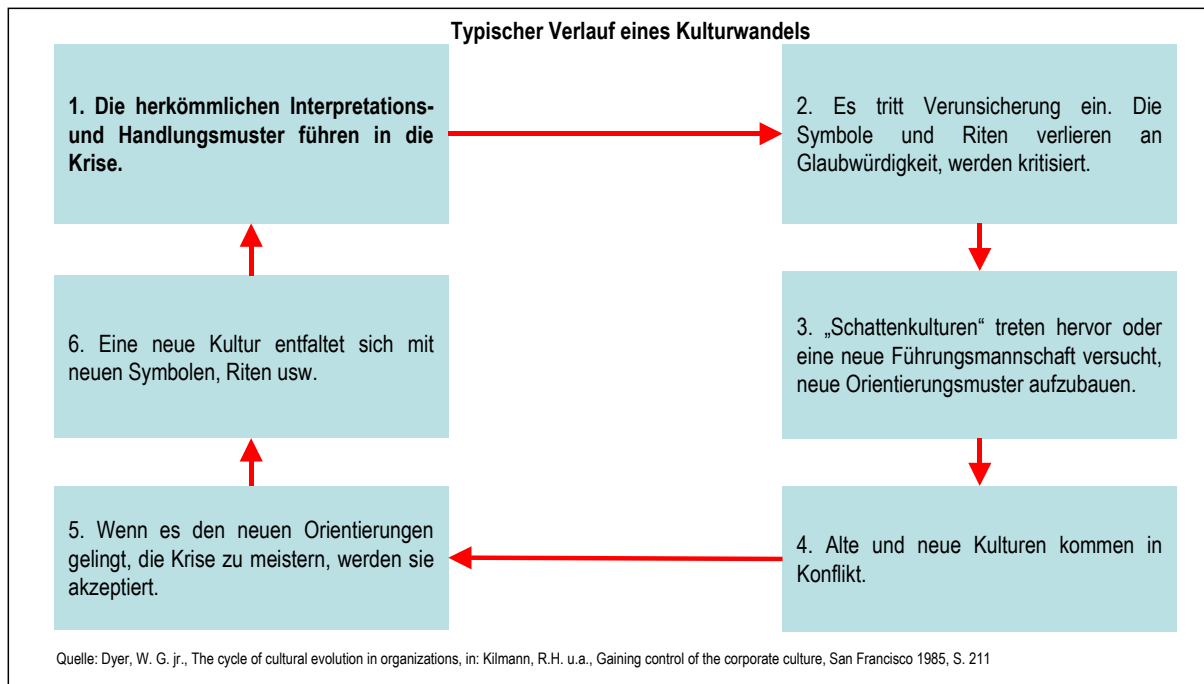 Typischer Verlauf eines Kulturwandels
1. Die herkömmlichen Interpretations-
und Handlungsmuster führen in die
Krise.
2. Es tritt Verunsicherung ein. Die
Symbole und Riten verlieren an
Glaubwürdigkeit, werden kritisiert.
3. „Schattenkulturen“ treten hervor oder
eine neue Führungsmannschaft versucht,
neue Orientierungsmuster aufzubauen.
4. Alte und neue Kulturen kommen in
Konflikt.
5. Wenn es den neuen Orientierungen
gelingt, die Krise zu meistern, werden sie
akzeptiert.
6. Eine neue Kultur entfaltet sich mit
neuen Symbolen, Riten usw.
Quelle: Dyer, W. G. jr., The cycle of cultural evolution in organizations, in: Kilmann, R.H. u.a., Gaining control of the corporate culture, San Francisco 1985, S. 211